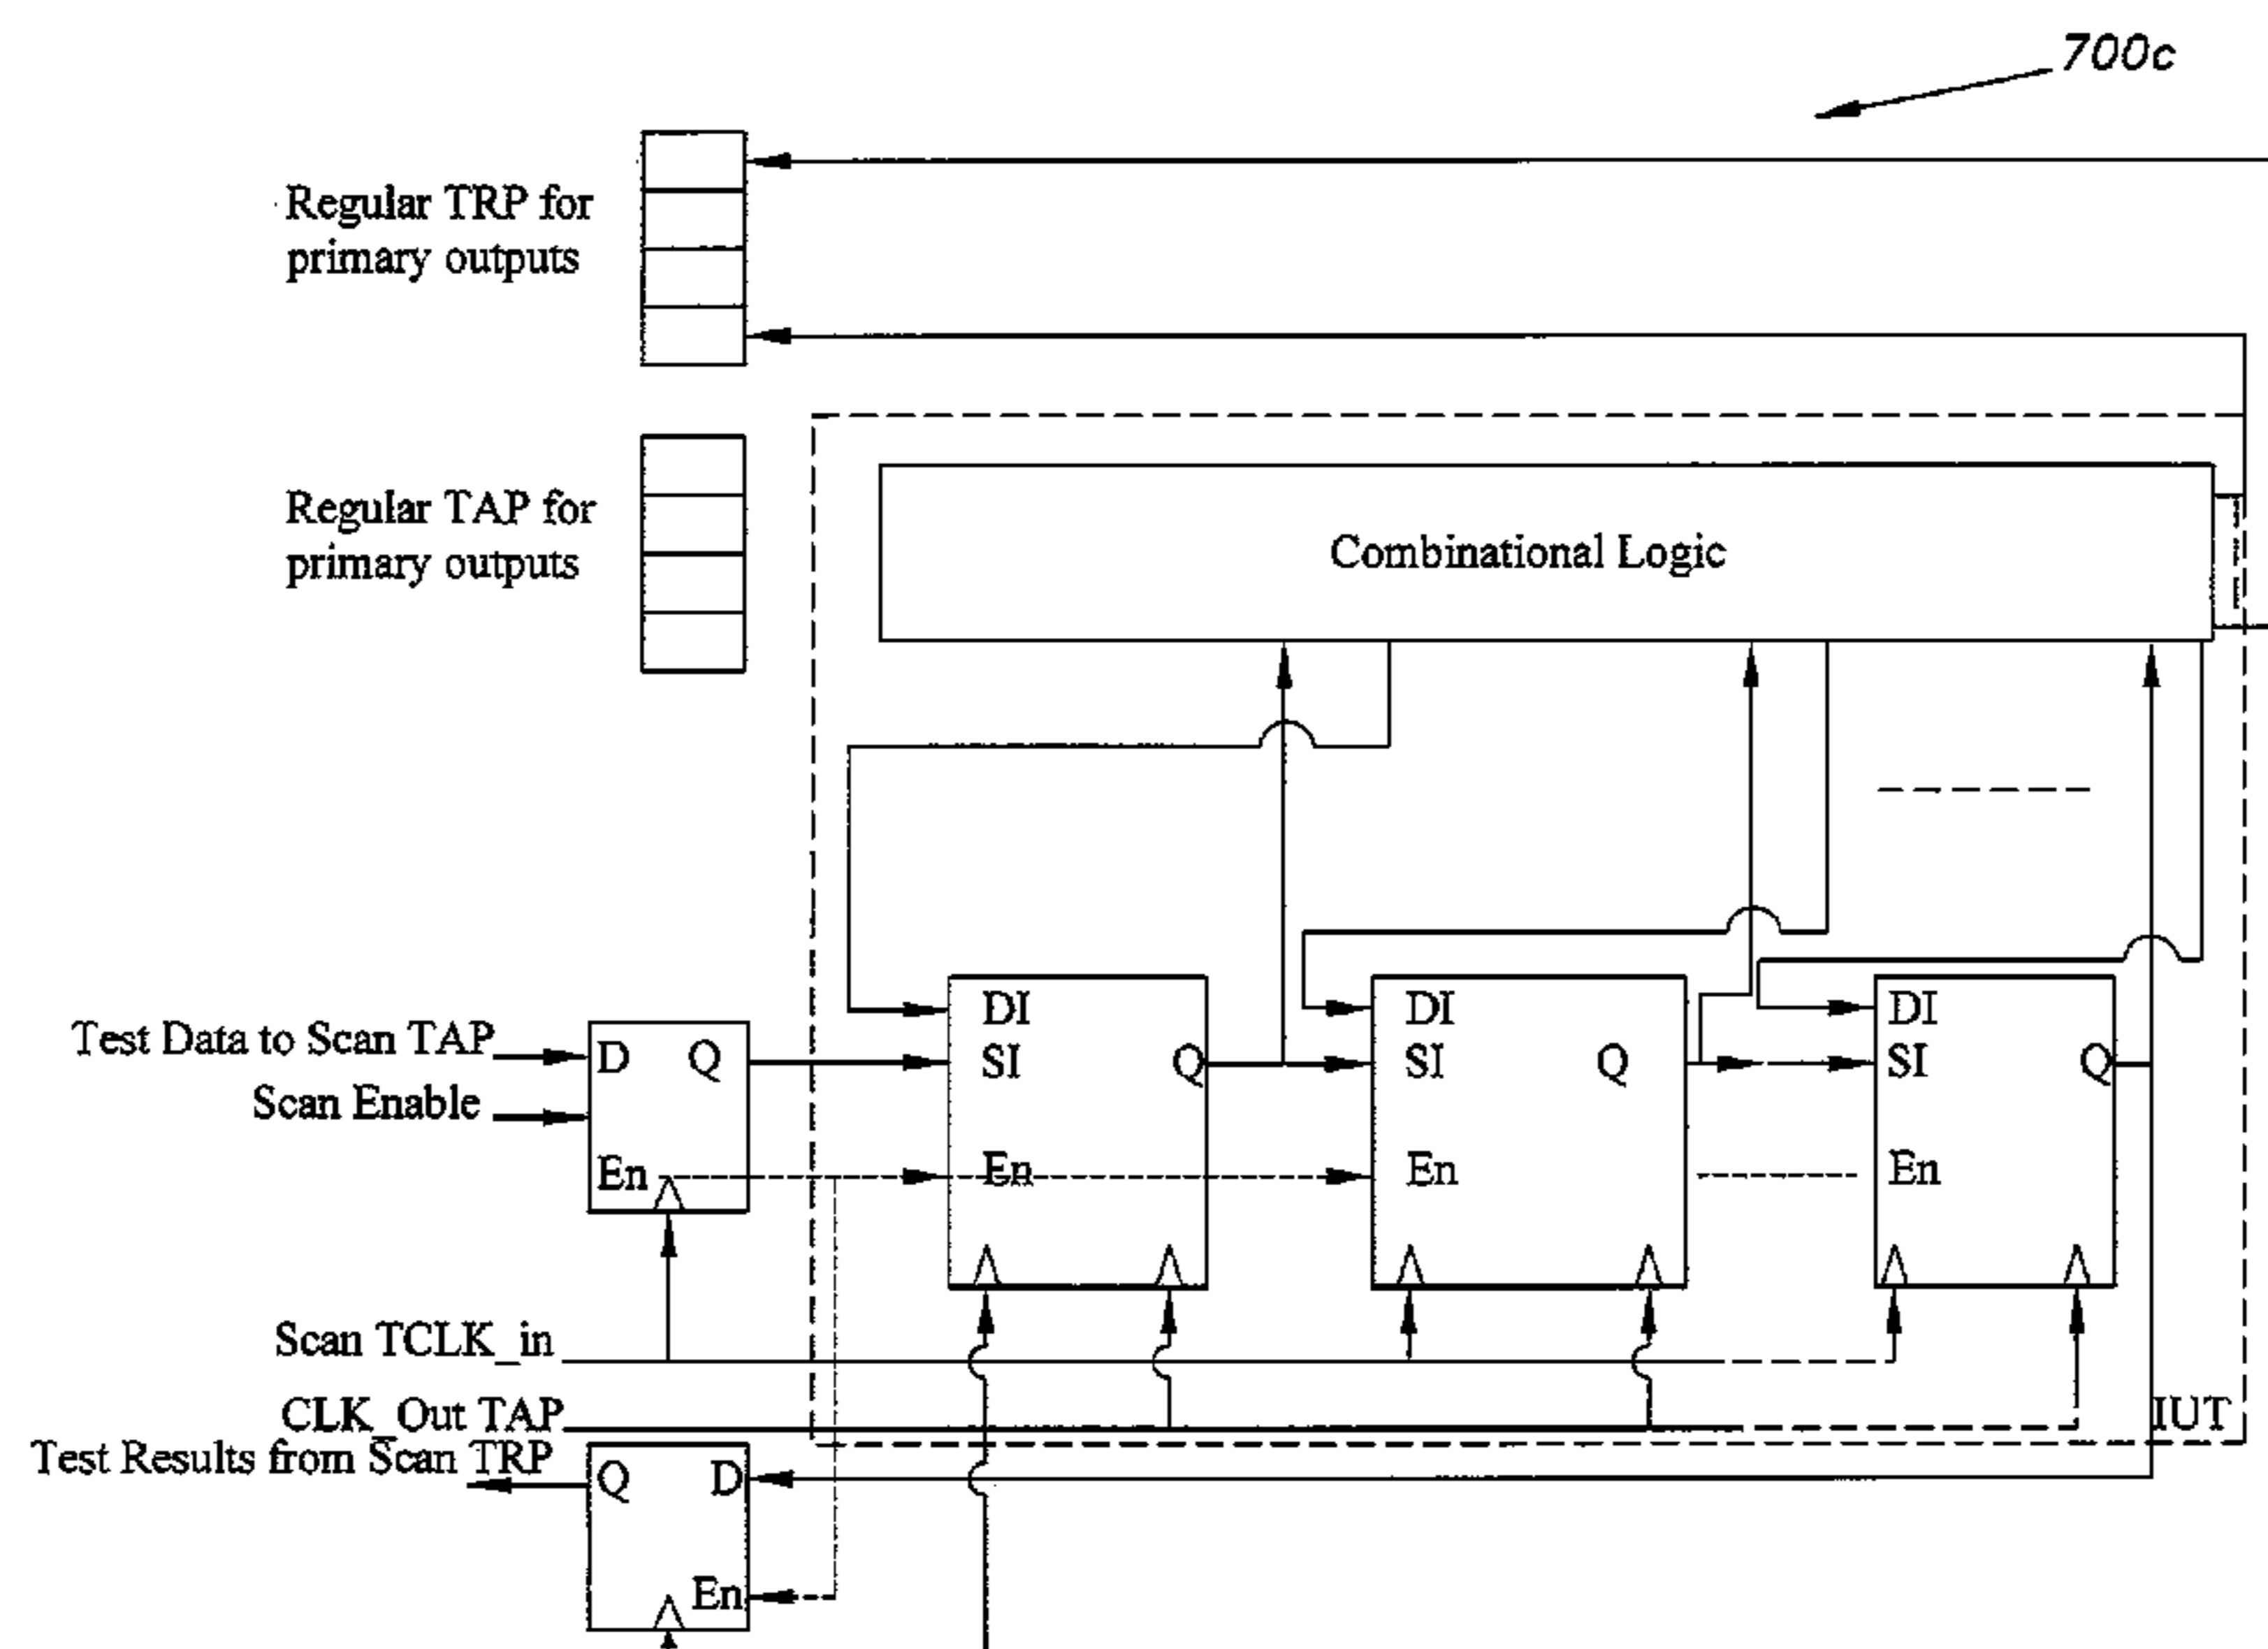 700c
Regular TRP for
primary outputs
Regular TAP for
primary outputs
Combinational Logic
Test Data to Scan TAP
Scan Enable
D Q
En
DI
SI
Q
En
DI
SI
Q
En
DI
SI
Q
En
Scan TCLK_in
CLK_Out TAP
IUT
Test Results from Scan TRP
Q D
En